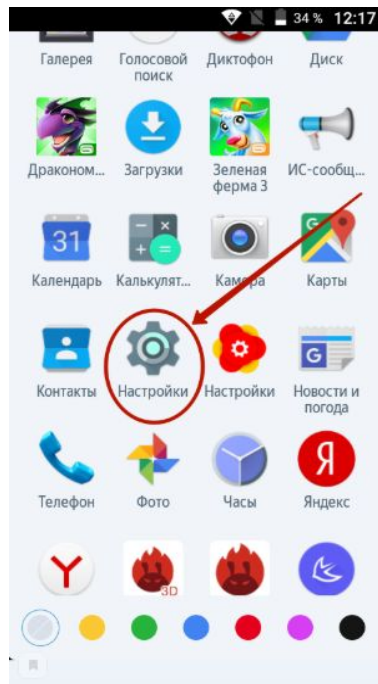 34 % 12:17
Галерея Голосовой поиск Диктофон Диск
Драконом... Загрузки Зеленая ферма 3 ИС-сообщ...
31
Календарь Калькулят... Камера Карты
G
Контакты Настройки Настройки Новости и погода
Я
Телефон Фото Часы Яндекс
Y
3D